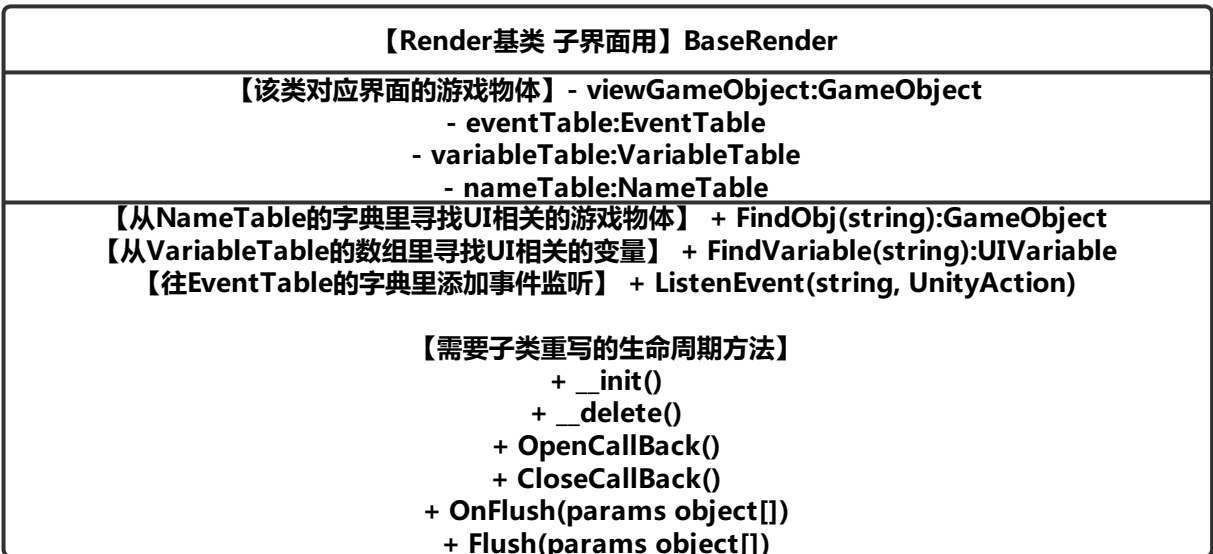 【Render基类 子界面用】BaseRender
【该类对应界面的游戏物体】- viewGameObject:GameObject
- eventTable:EventTable
- variableTable:VariableTable
- nameTable:NameTable
【从NameTable的字典里寻找UI相关的游戏物体】 + FindObj(string):GameObject
【从VariableTable的数组里寻找UI相关的变量】 + FindVariable(string):UIVariable
【往EventTable的字典里添加事件监听】 + ListenEvent(string, UnityAction)
【需要子类重写的生命周期方法】
+ __init()
+ __delete()
+ OpenCallBack()
+ CloseCallBack()
+ OnFlush(params object[])
+ Flush(params object[])